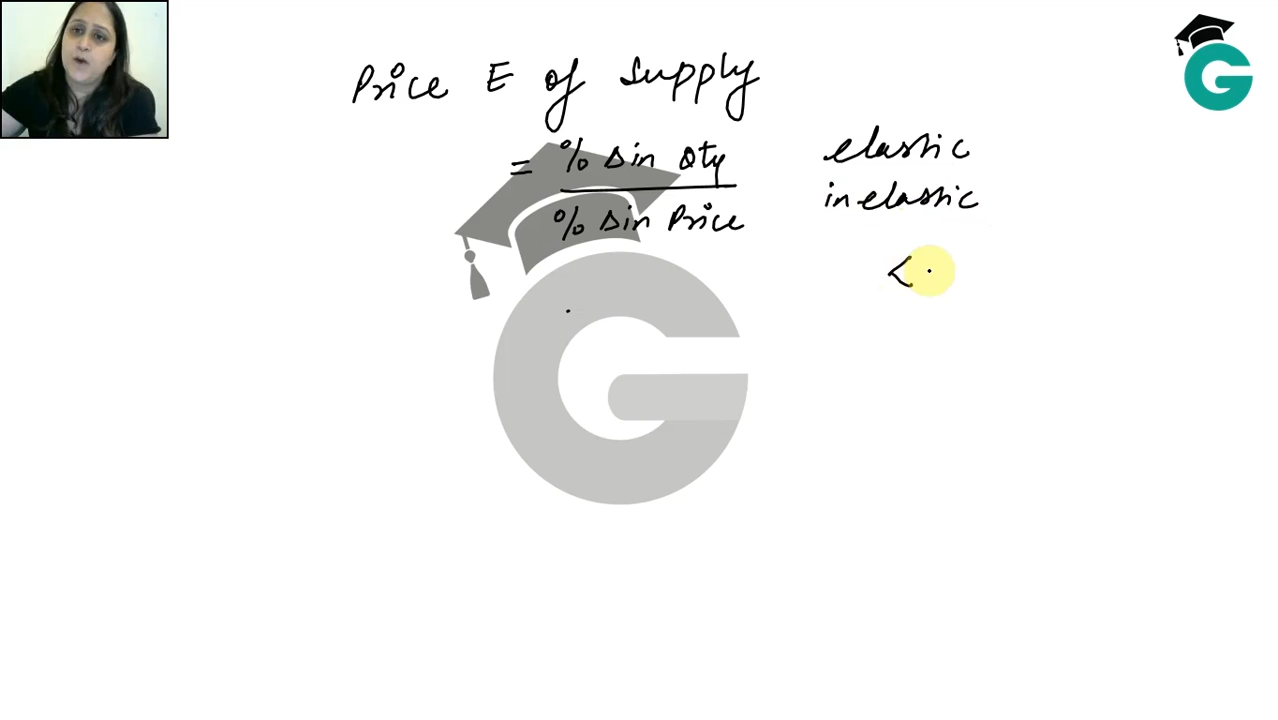 Price E of Supply
= % Δ in Qty
% Δ in Price
elastic
inelastic
<
G